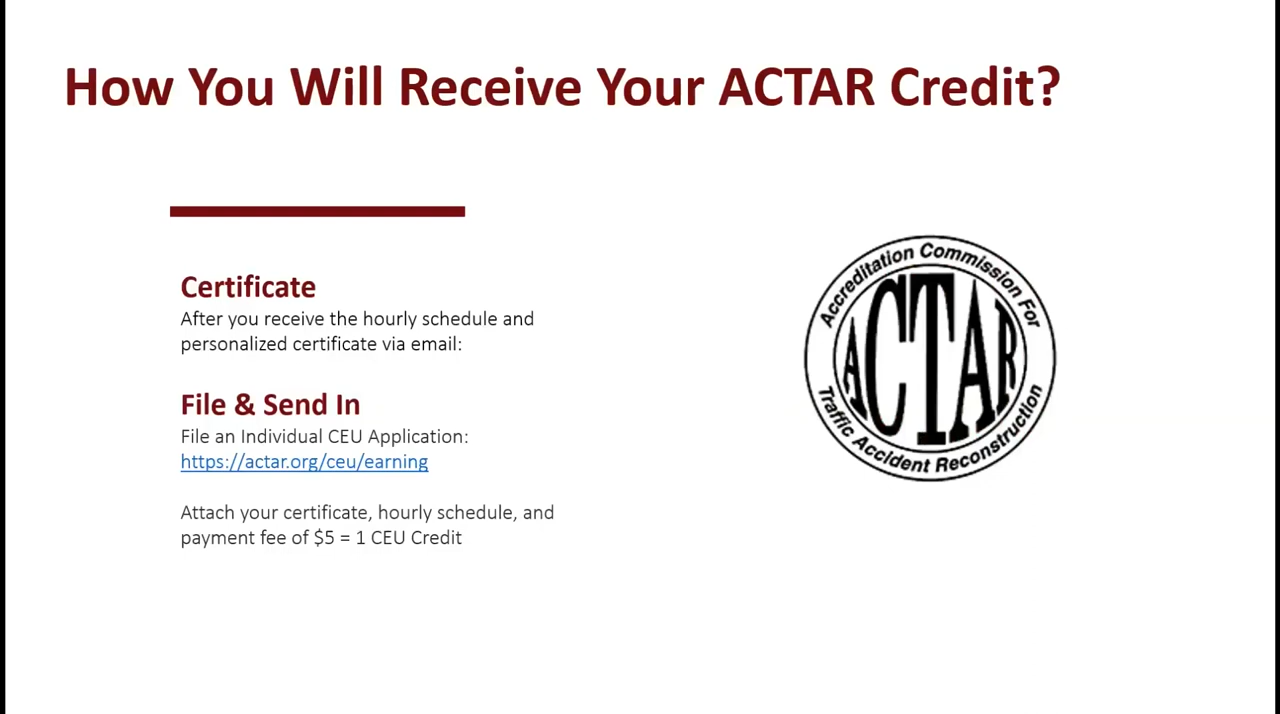 How You Will Receive Your ACTAR Credit?
Certificate
After you receive the hourly schedule and
personalized certificate via email:
File & Send In
File an Individual CEU Application:
https://actar.org/ceu/earning
Attach your certificate, hourly schedule, and
payment fee of $5 = 1 CEU Credit
Accreditation Commission For
ACTAR
Traffic Accident Reconstruction